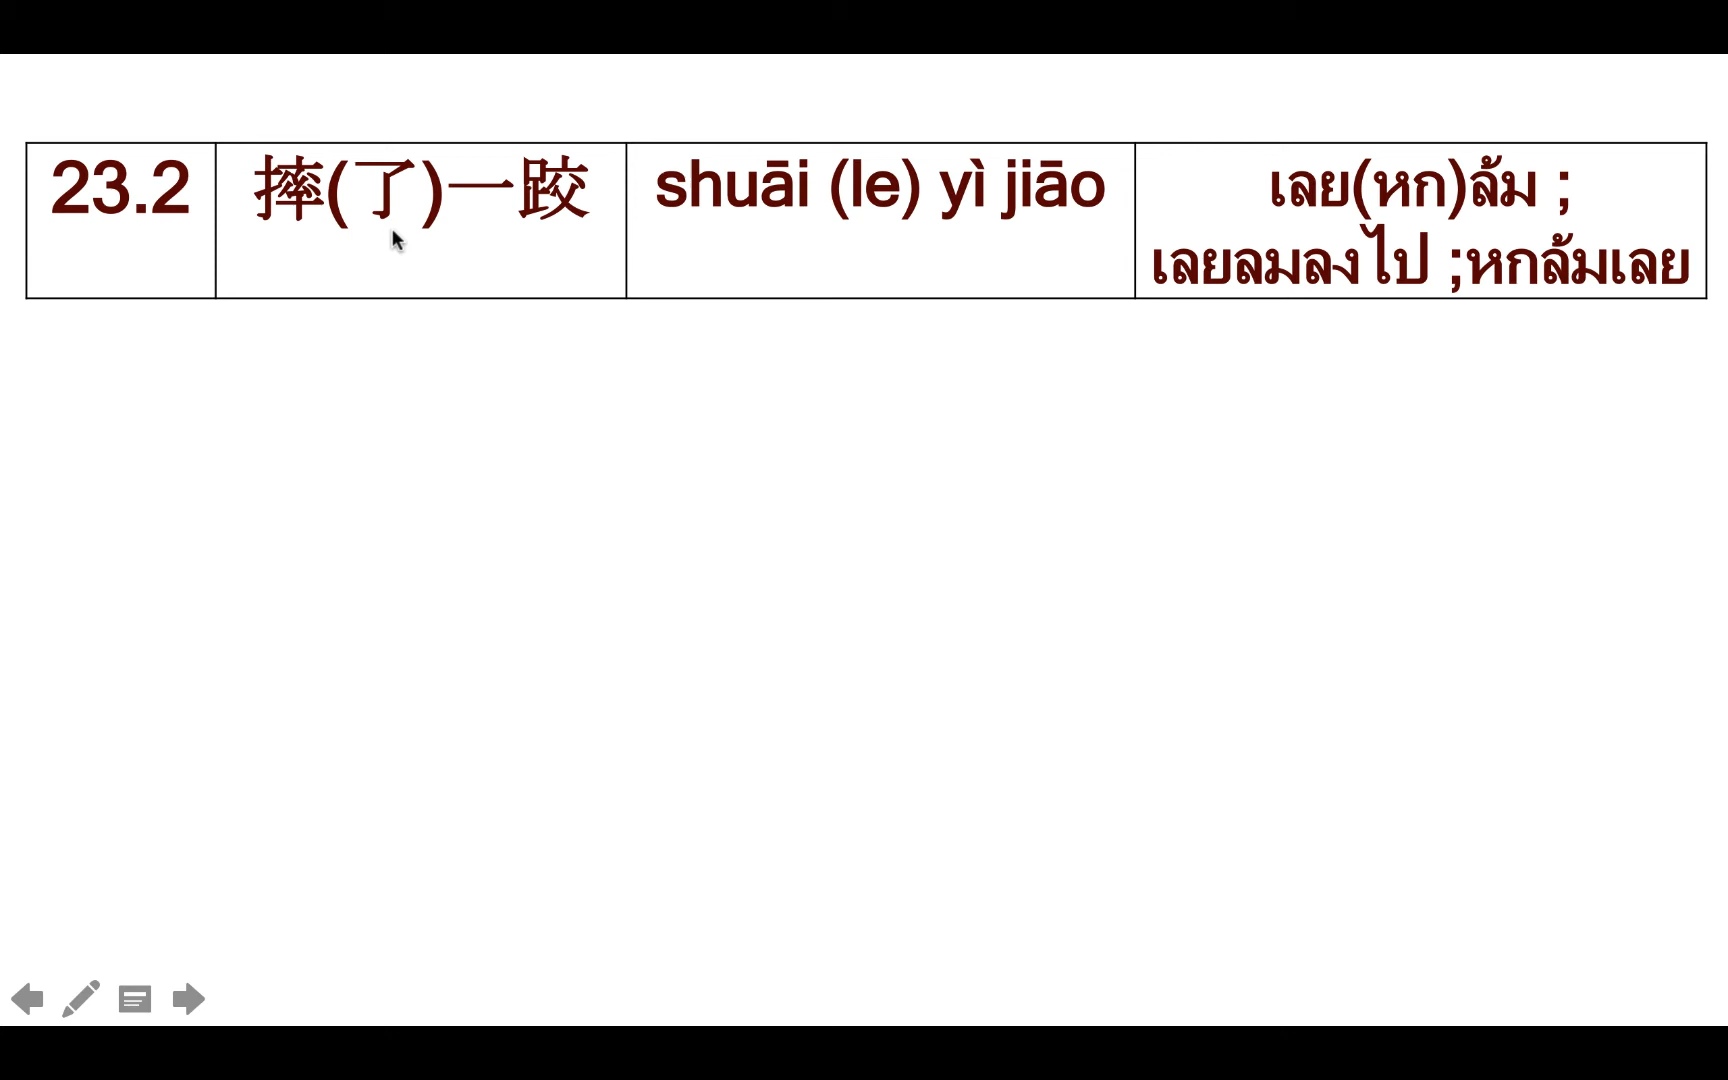 23.2 摔(了)一跤 shuāi (le) yì jiāo เลย(หก)ล้ม ;
เลยลมลงไป ;หกล้มเลย